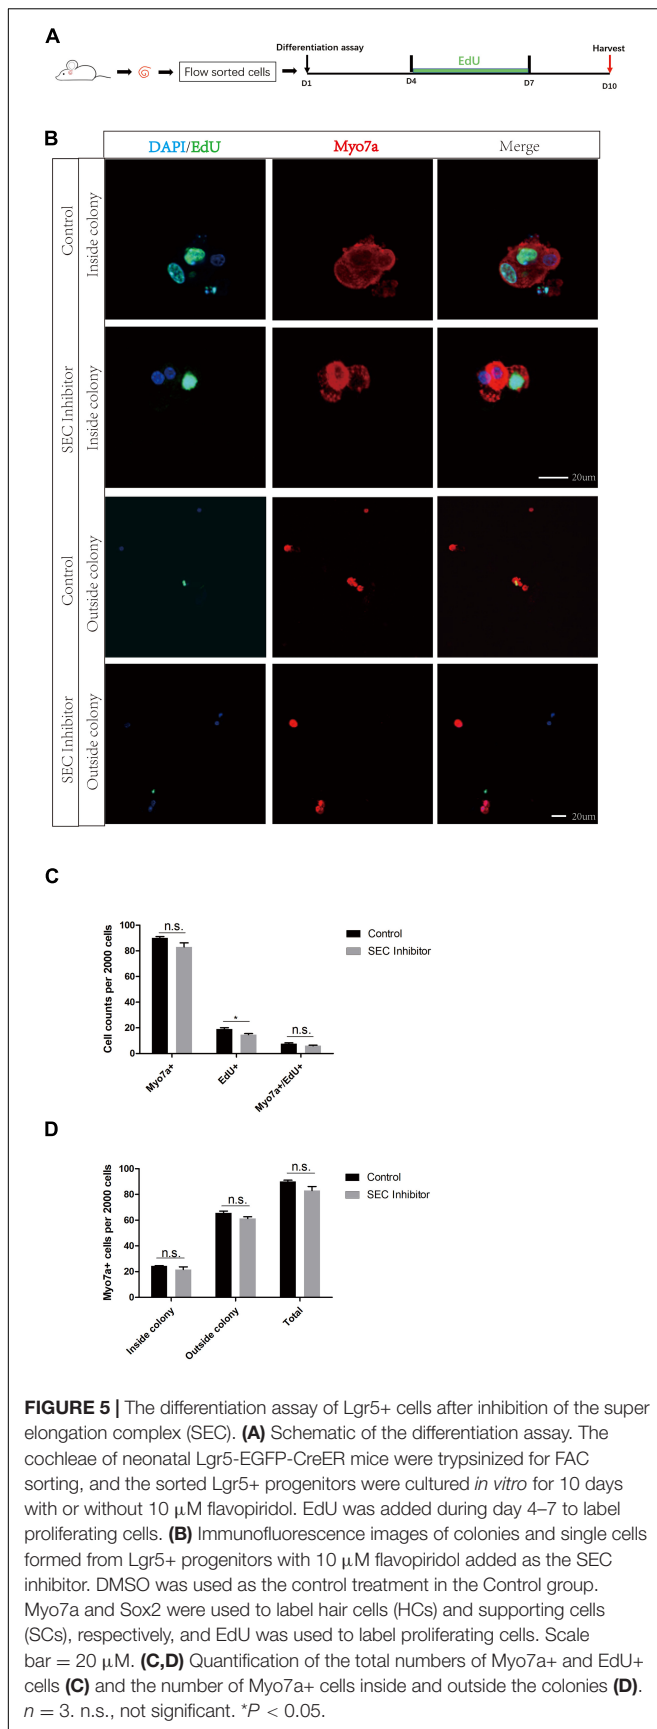 A
Differentiation assay
EdU
Harvest
Flow sorted cells
D1
D4
D7
D10
B
DAPI/EdU
Myo7a
Merge
Control
Inside colony
SEC Inhibitor
Inside colony
20um
Control
Outside colony
SEC Inhibitor
Outside colony
20um
C
Cell counts per 2000 cells
100
80
60
40
20
0
n.s.
*
n.s.
Control
SEC Inhibitor
Myo7a+
EdU+
Myo7a+/EdU+
D
Myo7a+ cells per 2000 cells
100
80
60
40
20
0
n.s.
n.s.
n.s.
Control
SEC Inhibitor
Inside colony
Outside colony
Total
FIGURE 5 | The differentiation assay of Lgr5+ cells after inhibition of the super
elongation complex (SEC). (A) Schematic of the differentiation assay. The
cochleae of neonatal Lgr5-EGFP-CreER mice were trypsinized for FAC
sorting, and the sorted Lgr5+ progenitors were cultured in vitro for 10 days
with or without 10 μM flavopiridol. EdU was added during day 4–7 to label
proliferating cells. (B) Immunofluorescence images of colonies and single cells
formed from Lgr5+ progenitors with 10 μM flavopiridol added as the SEC
inhibitor. DMSO was used as the control treatment in the Control group.
Myo7a and Sox2 were used to label hair cells (HCs) and supporting cells
(SCs), respectively, and EdU was used to label proliferating cells. Scale
bar = 20 μM. (C,D) Quantification of the total numbers of Myo7a+ and EdU+
cells (C) and the number of Myo7a+ cells inside and outside the colonies (D).
n = 3. n.s., not significant. *P < 0.05.